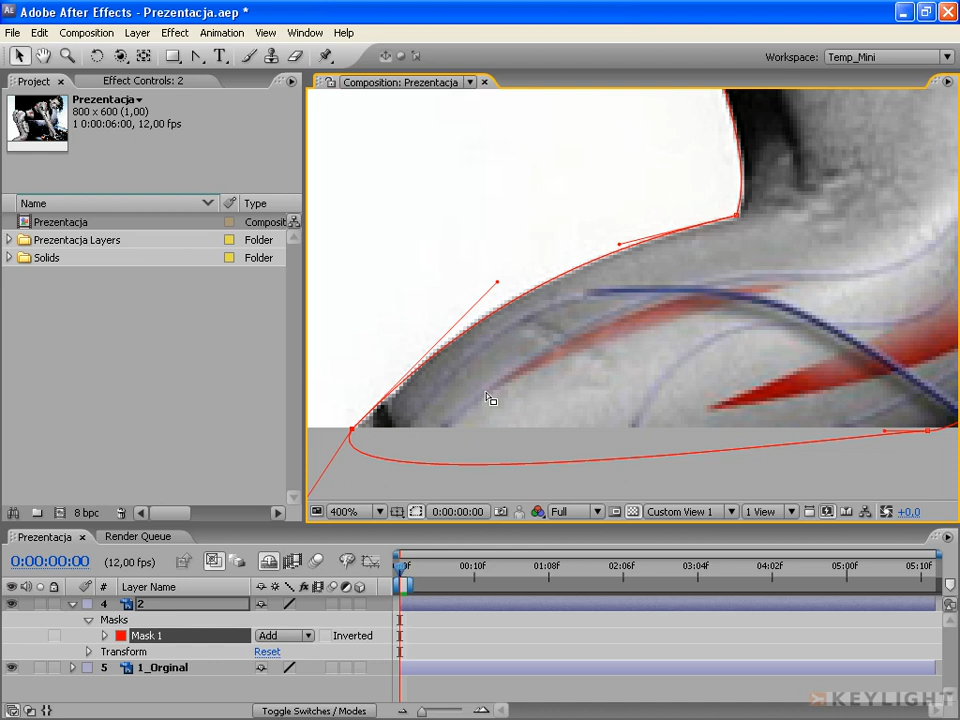 Adobe After Effects - Prezentacja.aep *
File Edit Composition Layer Effect Animation View Window Help
Workspace: Temp_Mini
Project Effect Controls: 2
Composition: Prezentacja
Prezentacja
800 x 600 (1,00)
1 0:00:06:00, 12,00 fps
Name Type
Prezentacja Composit
Prezentacja Layers Folder
Solids Folder
8 bpc
400% 0:00:00:00 Full Custom View 1 1 View +0,0
Prezentacja Render Queue
0:00:00:00 (12,00 fps)
00:10f 01:08f 02:06f 03:04f 04:02f 05:00f 05:10f
# Layer Name
4 2
Masks
Mask 1 Add Inverted
Transform Reset
5 1_Orginal
Toggle Switches / Modes
KEYLIGHT